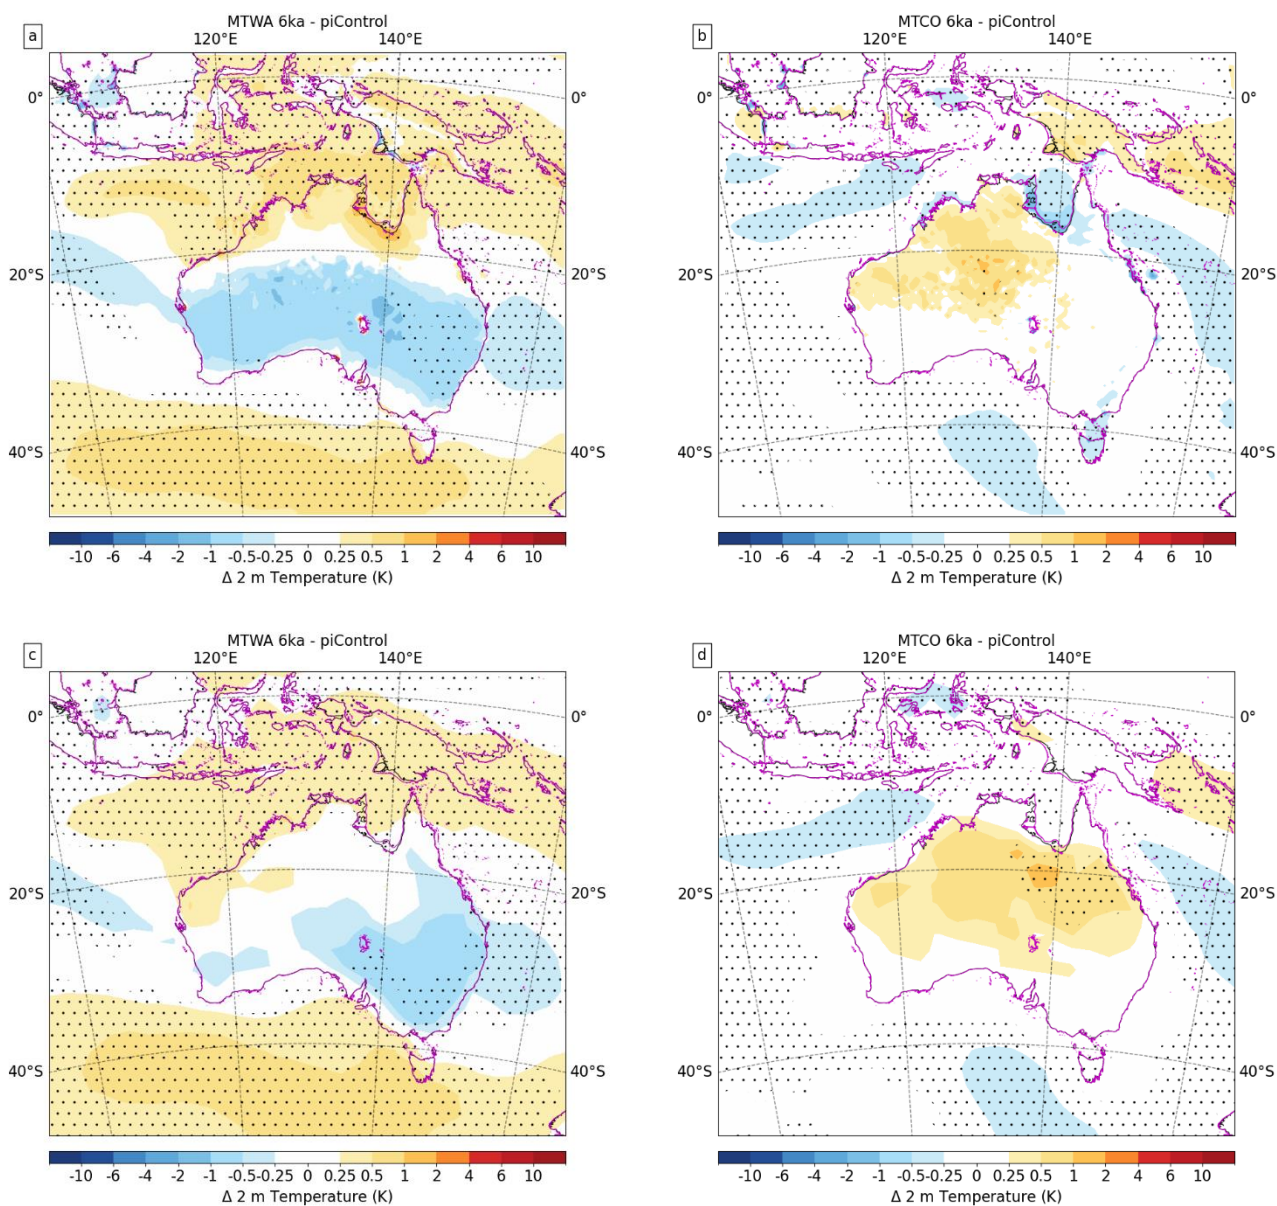 a
MTWA 6ka - piControl
120°E 140°E
0° 0°
20°S 20°S
40°S 40°S
-10 -6 -4 -2 -1 -0.5 -0.25 0 0.25 0.5 1 2 4 6 10
Δ 2 m Temperature (K)
b
MTCO 6ka - piControl
120°E 140°E
0° 0°
20°S 20°S
40°S 40°S
-10 -6 -4 -2 -1 -0.5 -0.25 0 0.25 0.5 1 2 4 6 10
Δ 2 m Temperature (K)
c
MTWA 6ka - piControl
120°E 140°E
0° 0°
20°S 20°S
40°S 40°S
-10 -6 -4 -2 -1 -0.5 -0.25 0 0.25 0.5 1 2 4 6 10
Δ 2 m Temperature (K)
d
MTCO 6ka - piControl
120°E 140°E
0° 0°
20°S 20°S
40°S 40°S
-10 -6 -4 -2 -1 -0.5 -0.25 0 0.25 0.5 1 2 4 6 10
Δ 2 m Temperature (K)